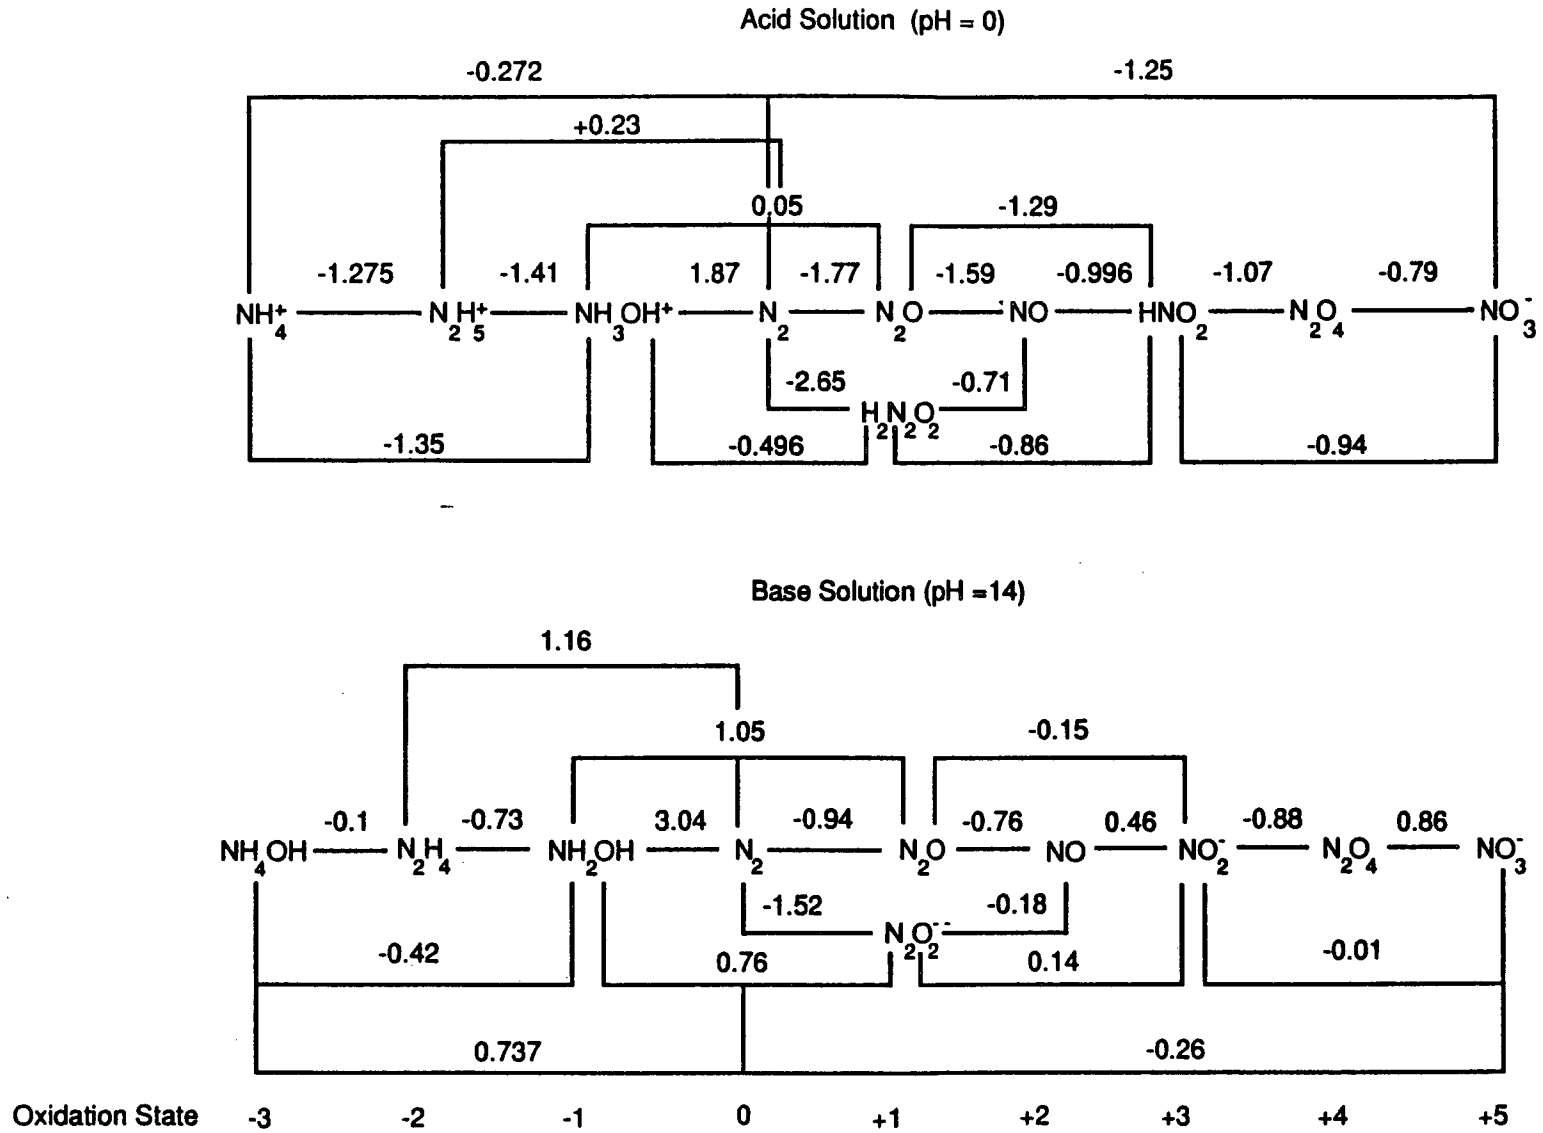 Acid Solution (pH = 0)
-0.272 -1.25
+0.23
0.05 -1.29
-1.275 -1.41 1.87 -1.77 -1.59 -0.996 -1.07 -0.79
NH4+ N2H5+ NH3OH+ N2 N2O NO HNO2 N2O4 NO3-
-2.65 -0.71
H2N2O2
-1.35 -0.496 -0.86 -0.94
Base Solution (pH =14)
1.16
1.05 -0.15
-0.1 -0.73 3.04 -0.94 -0.76 0.46 -0.88 0.86
NH4OH N2H4 NH2OH N2 N2O NO NO2- N2O4 NO3-
-1.52 -0.18
N2O2--
-0.42 0.76 0.14 -0.01
0.737 -0.26
Oxidation State -3 -2 -1 0 +1 +2 +3 +4 +5